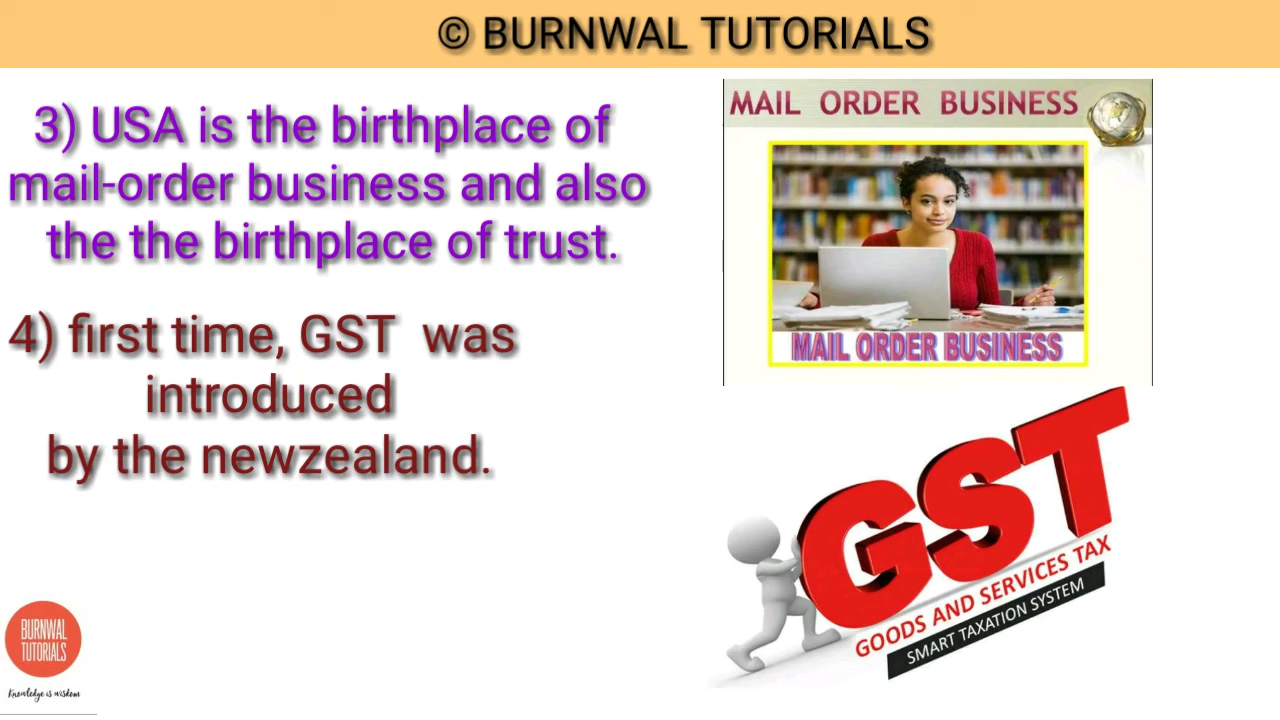 © BURNWAL TUTORIALS
3) USA is the birthplace of
mail-order business and also
the the birthplace of trust.
4) first time, GST was
introduced
by the newzealand.
MAIL ORDER BUSINESS
MAIL ORDER BUSINESS
GST
GOODS AND SERVICES TAX
SMART TAXATION SYSTEM
BURNWAL
TUTORIALS
Knowledge is wisdom